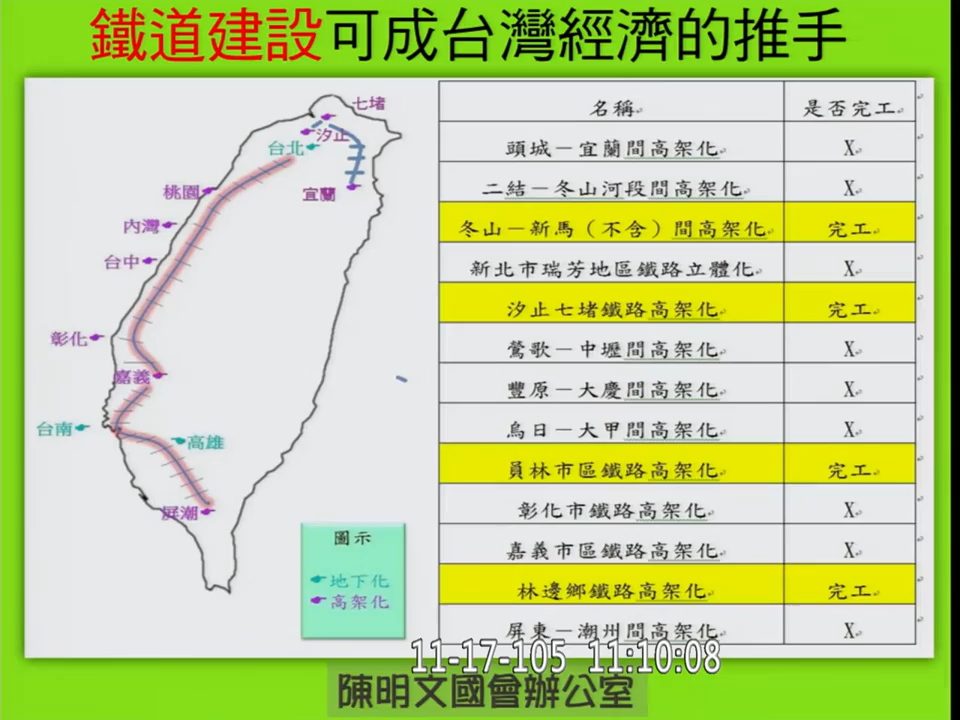 鐵道建設可成台灣經濟的推手
七堵
汐止
台北
宜蘭
桃園
內灣
台中
彰化
嘉義
台南
高雄
屏潮
圖示
地下化
高架化
名稱 是否完工
頭城－宜蘭間高架化 X
二結－冬山河段間高架化 X
冬山－新馬（不含）間高架化 完工
新北市瑞芳地區鐵路立體化 X
汐止七堵鐵路高架化 完工
鶯歌－中壢間高架化 X
豐原－大慶間高架化 X
烏日－大甲間高架化 X
員林市區鐵路高架化 完工
彰化市鐵路高架化 X
嘉義市區鐵路高架化 X
林邊鄉鐵路高架化 完工
屏東－潮州間高架化 X
11-17-105 11:10:08
陳明文國會辦公室